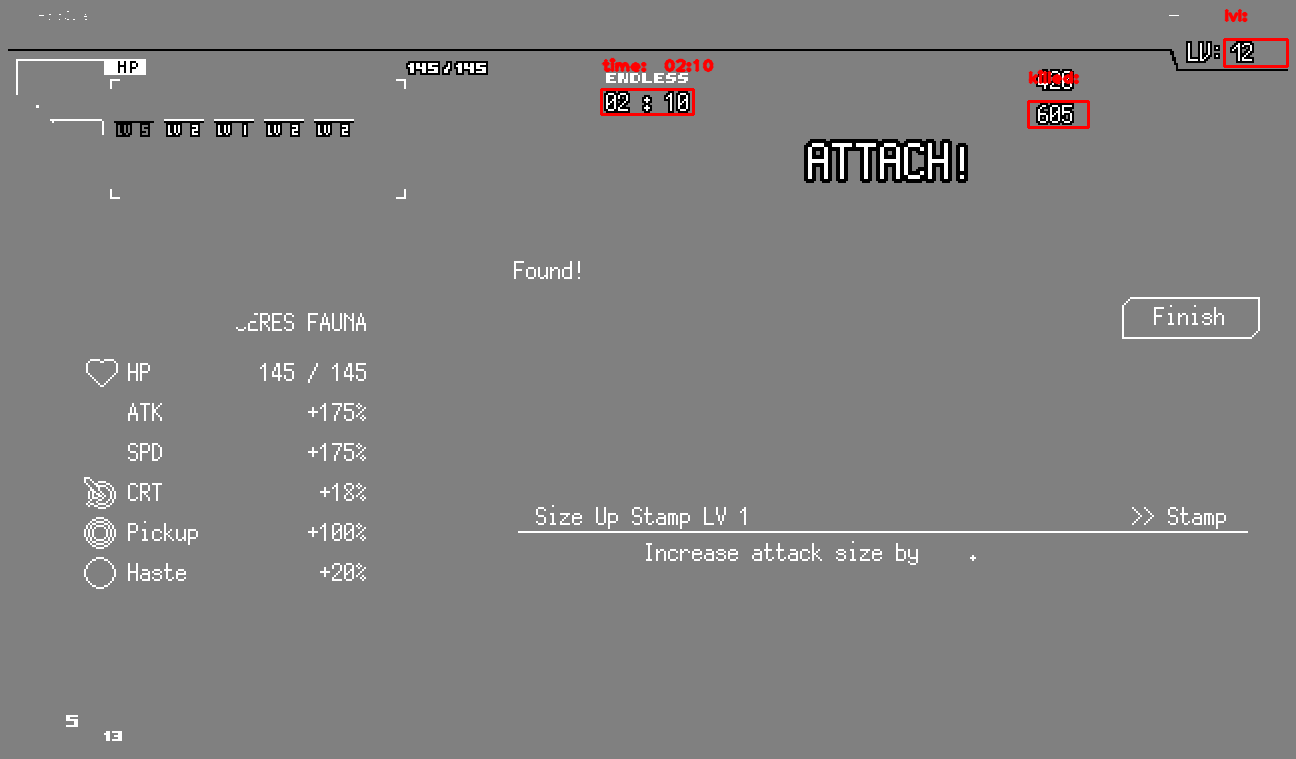 lvl:
LV: 12
HP
145/145
time: 02:10
ENDLESS
02 : 10
killed:
605
LV 5 LV 2 LV 1 LV 2 LV 2
ATTACH!
Found!
ERES FAUNA
Finish
HP 145 / 145
ATK +175%
SPD +175%
CRT +18%
Pickup +100%
Haste +20%
Size Up Stamp LV 1 >> Stamp
Increase attack size by .
5
13